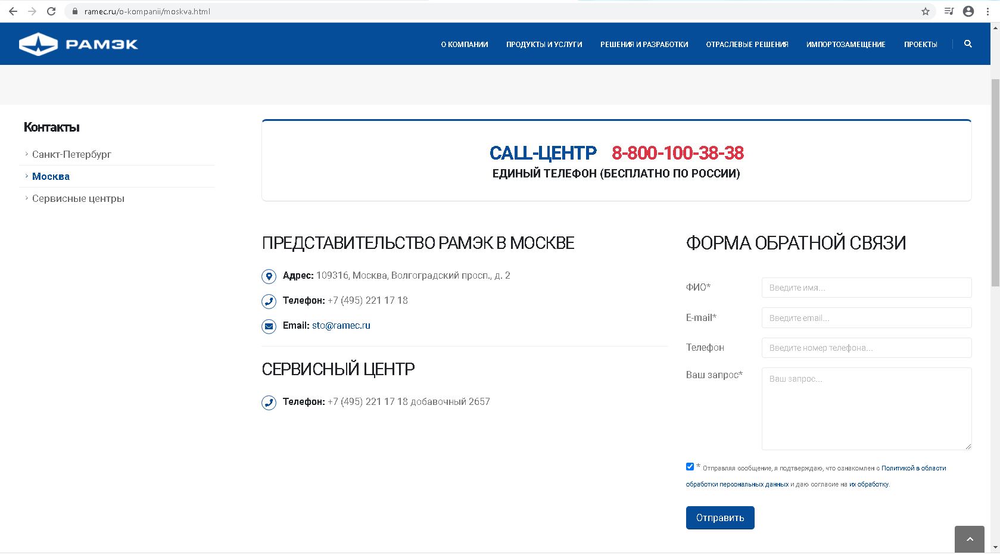 ramec.ru/o-kompanii/moskva.html
РАМЭК
О КОМПАНИИ ПРОДУКТЫ И УСЛУГИ РЕШЕНИЯ И РАЗРАБОТКИ ОТРАСЛЕВЫЕ РЕШЕНИЯ ИМПОРТОЗАМЕЩЕНИЕ ПРОЕКТЫ
Контакты
Санкт-Петербург
Москва
Сервисные центры
CALL-ЦЕНТР 8-800-100-38-38
ЕДИНЫЙ ТЕЛЕФОН (БЕСПЛАТНО ПО РОССИИ)
ПРЕДСТАВИТЕЛЬСТВО РАМЭК В МОСКВЕ
Адрес: 109316, Москва, Волгоградский просп., д. 2
Телефон: +7 (495) 221 17 18
Email: sto@ramec.ru
СЕРВИСНЫЙ ЦЕНТР
Телефон: +7 (495) 221 17 18 добавочный 2657
ФОРМА ОБРАТНОЙ СВЯЗИ
ФИО* Введите имя...
E-mail* Введите email...
Телефон Введите номер телефона...
Ваш запрос* Ваш запрос...
* Отправляя сообщение, я подтверждаю, что ознакомлен с Политикой в области
обработки персональных данных и даю согласие на их обработку.
Отправить